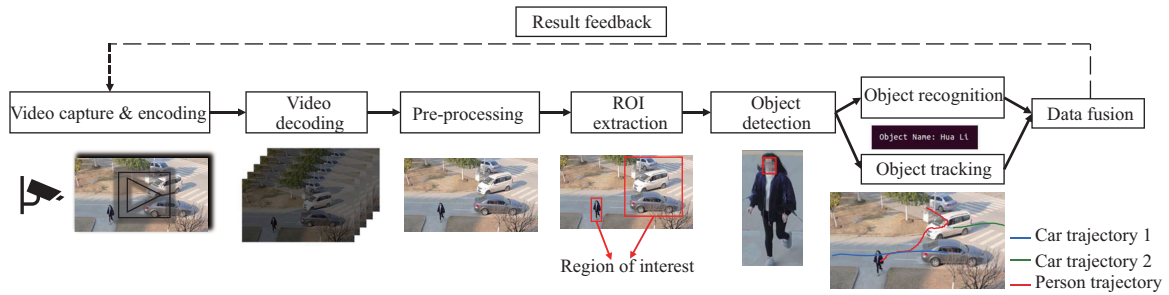 Result feedback
Video capture & encoding
Video
decoding
Pre-processing
ROI
extraction
Object
detection
Object recognition
Object Name: Hua Li
Object tracking
Data fusion
Region of interest
Car trajectory 1
Car trajectory 2
Person trajectory